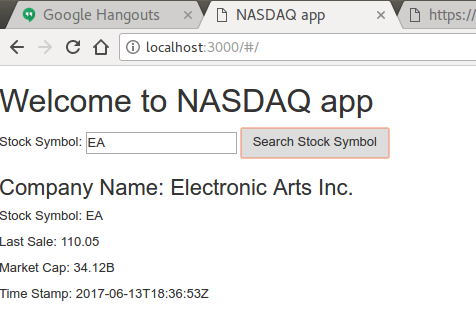 Google Hangouts
NASDAQ app
https://
localhost:3000/#/
Welcome to NASDAQ app
Stock Symbol: EA Search Stock Symbol
Company Name: Electronic Arts Inc.
Stock Symbol: EA
Last Sale: 110.05
Market Cap: 34.12B
Time Stamp: 2017-06-13T18:36:53Z